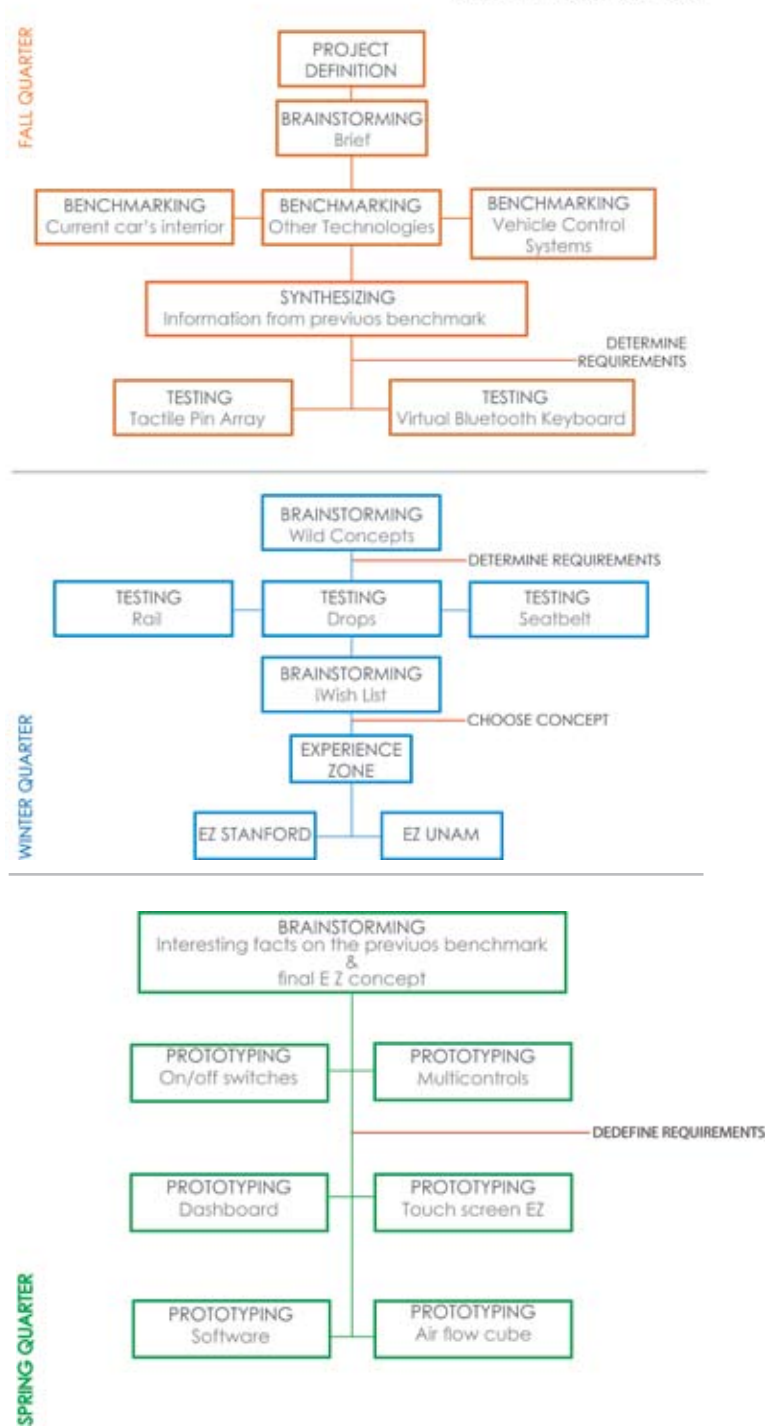 FALL QUARTER
PROJECT
DEFINITION
BRAINSTORMING
Brief
BENCHMARKING
Current car's interrior
BENCHMARKING
Other Technologies
BENCHMARKING
Vehicle Control
Systems
SYNTHESIZING
Information from previuos benchmark
DETERMINE
REQUIREMENTS
TESTING
Tactile Pin Array
TESTING
Virtual Bluetooth Keyboard
WINTER QUARTER
BRAINSTORMING
Wild Concepts
DETERMINE REQUIREMENTS
TESTING
Rail
TESTING
Drops
TESTING
Seatbelt
BRAINSTORMING
iWish List
CHOOSE CONCEPT
EXPERIENCE
ZONE
EZ STANFORD
EZ UNAM
SPRING QUARTER
BRAINSTORMING
Interesting facts on the previuos benchmark
&
final E Z concept
PROTOTYPING
On/off switches
PROTOTYPING
Multicontrols
DEDEFINE REQUIREMENTS
PROTOTYPING
Dashboard
PROTOTYPING
Touch screen EZ
PROTOTYPING
Software
PROTOTYPING
Air flow cube